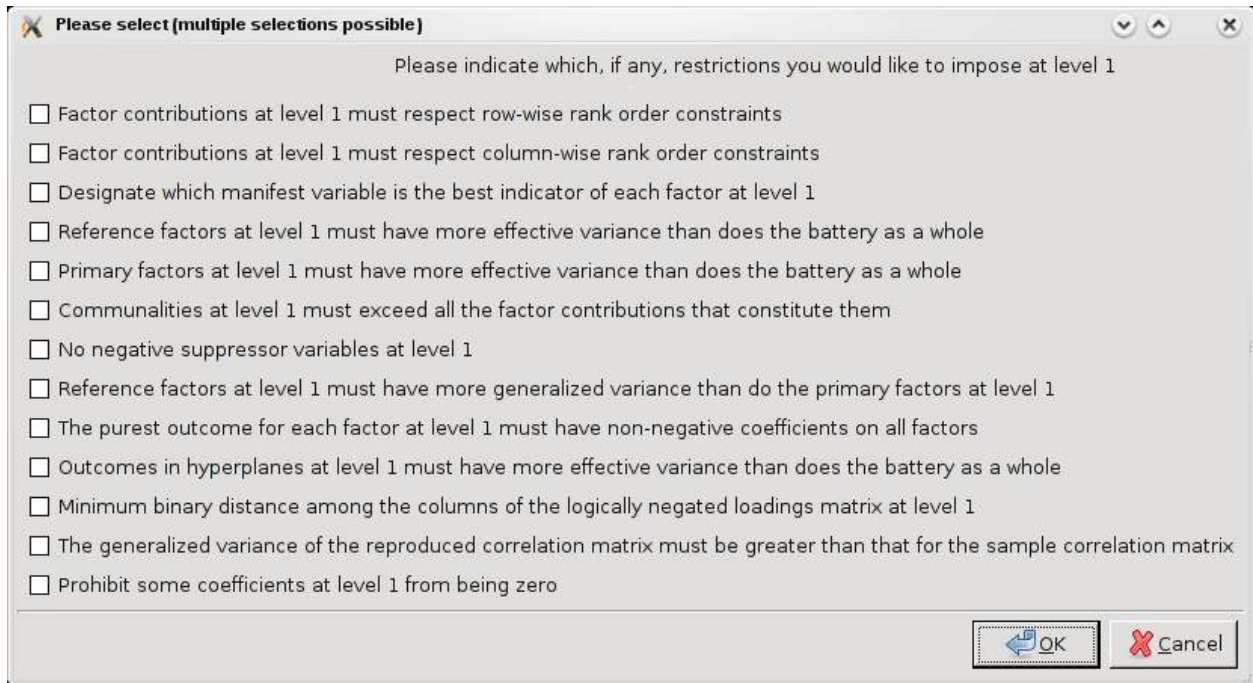 Please select (multiple selections possible)
Please indicate which, if any, restrictions you would like to impose at level 1
Factor contributions at level 1 must respect row-wise rank order constraints
Factor contributions at level 1 must respect column-wise rank order constraints
Designate which manifest variable is the best indicator of each factor at level 1
Reference factors at level 1 must have more effective variance than does the battery as a whole
Primary factors at level 1 must have more effective variance than does the battery as a whole
Communalities at level 1 must exceed all the factor contributions that constitute them
No negative suppressor variables at level 1
Reference factors at level 1 must have more generalized variance than do the primary factors at level 1
The purest outcome for each factor at level 1 must have non-negative coefficients on all factors
Outcomes in hyperplanes at level 1 must have more effective variance than does the battery as a whole
Minimum binary distance among the columns of the logically negated loadings matrix at level 1
The generalized variance of the reproduced correlation matrix must be greater than that for the sample correlation matrix
Prohibit some coefficients at level 1 from being zero
OK Cancel